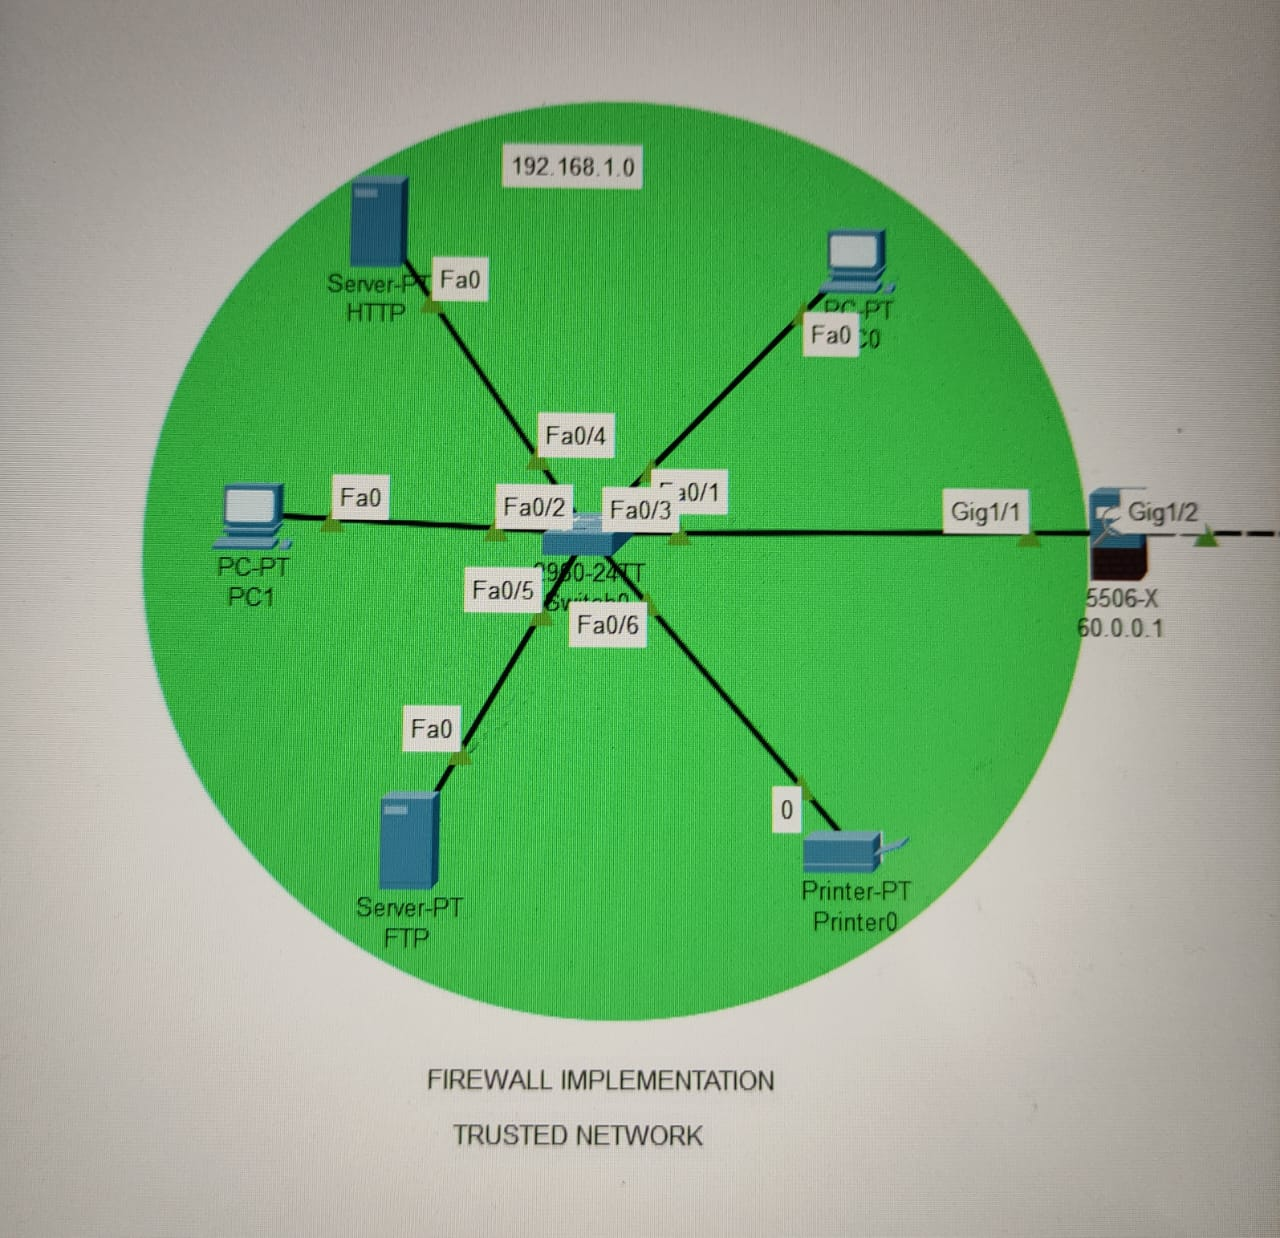 192.168.1.0
Server-PT
HTTP
Fa0
PC-PT
Fa0
Fa0/4
Fa0
Fa0/2
Fa0/3
a0/1
Gig1/1
Gig1/2
PC-PT
PC1
Fa0/5
Fa0/6
5506-X
60.0.0.1
Fa0
0
Server-PT
FTP
Printer-PT
Printer0
FIREWALL IMPLEMENTATION
TRUSTED NETWORK